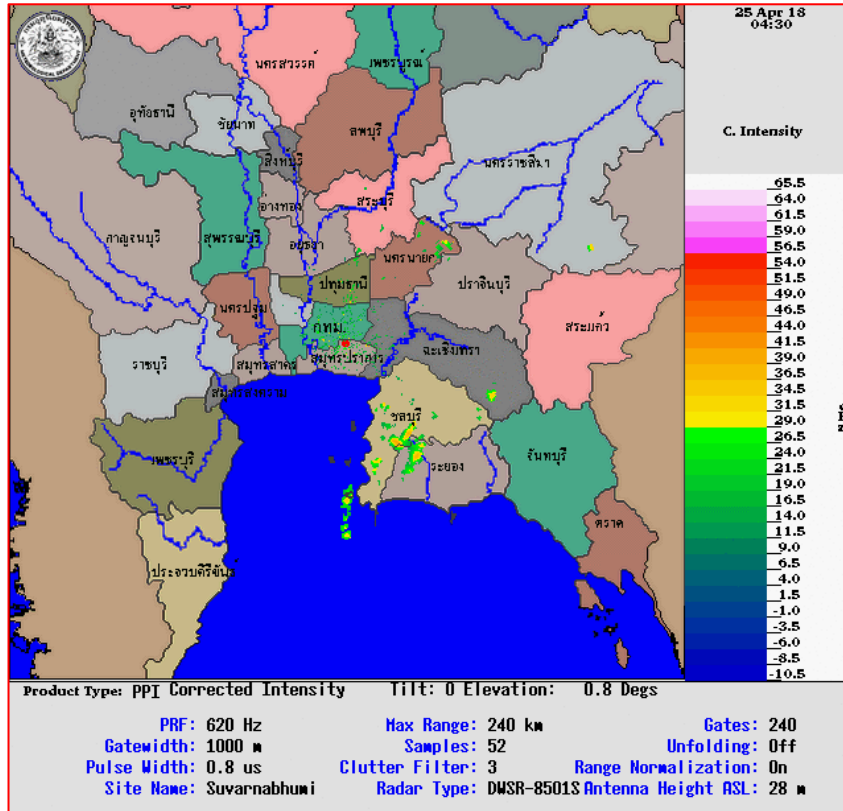 25 Apr 18
04:30
นครสวรรค์
เพชรบูรณ์
อุทัยธานี
ชัยนาท
ลพบุรี
C. Intensity
สิงห์บุรี
นครราชสีมา
อ่างทอง
สระบุรี
กาญจนบุรี
สุพรรณบุรี
อยุธยา
นครนายก
ปราจีนบุรี
ปทุมธานี
นครปฐม
กทม.
สระแก้ว
ราชบุรี
สมุทรสาคร
สมุทรปราการ
ฉะเชิงเทรา
สมุทรสงคราม
ชลบุรี
เพชรบุรี
ระยอง
จันทบุรี
ตราด
ประจวบคีรีขันธ์
65.5
64.0
61.5
59.0
56.5
54.0
51.5
49.0
46.5
44.0
41.5
39.0
36.5
34.5
31.5
29.0
26.5
24.0
21.5
19.0
16.5
14.0
11.5
9.0
6.5
4.0
1.5
-1.0
-3.5
-6.0
-8.5
-10.5
Product Type: PPI Corrected Intensity Tilt: 0 Elevation: 0.8 Degs
PRF: 620 Hz Max Range: 240 km Gates: 240
Gatewidth: 1000 m Samples: 52 Unfolding: Off
Pulse Width: 0.8 us Clutter Filter: 3 Range Normalization: On
Site Name: Suvarnabhumi Radar Type: DWSR-8501S Antenna Height ASL: 28 m